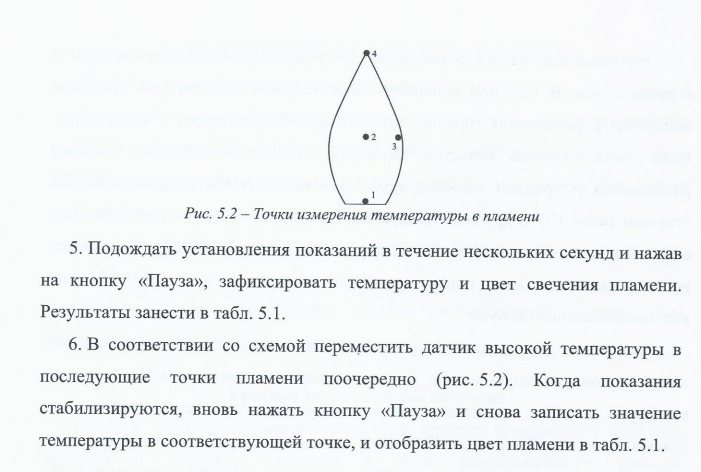 4
2
3
1
Рис. 5.2 – Точки измерения температуры в пламени
5. Подождать установления показаний в течение нескольких секунд и нажав
на кнопку «Пауза», зафиксировать температуру и цвет свечения пламени.
Результаты занести в табл. 5.1.
6. В соответствии со схемой переместить датчик высокой температуры в
последующие точки пламени поочередно (рис. 5.2). Когда показания
стабилизируются, вновь нажать кнопку «Пауза» и снова записать значение
температуры в соответствующей точке, и отобразить цвет пламени в табл. 5.1.